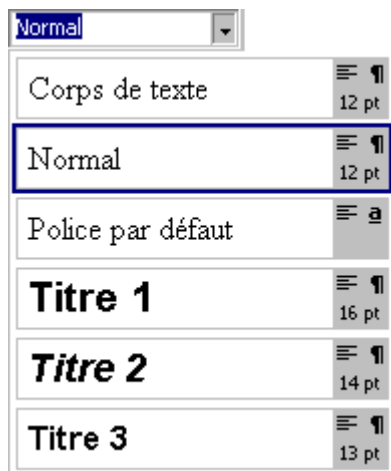 Normal
Corps de texte
¶
12 pt
Normal
¶
12 pt
Police par défaut
a
Titre 1
¶
16 pt
Titre 2
¶
14 pt
Titre 3
¶
13 pt